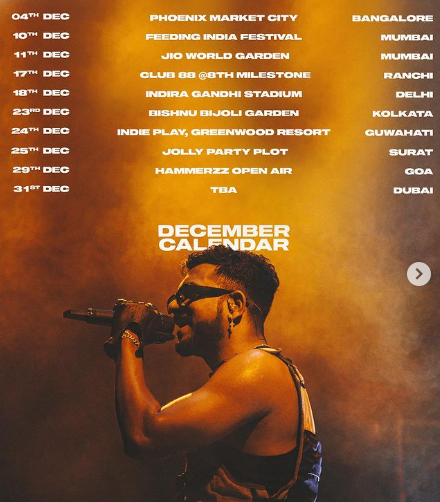 04TH DEC PHOENIX MARKET CITY BANGALORE
10TH DEC FEEDING INDIA FESTIVAL MUMBAI
11TH DEC JIO WORLD GARDEN MUMBAI
17TH DEC CLUB 88 @8TH MILESTONE RANCHI
18TH DEC INDIRA GANDHI STADIUM DELHI
23RD DEC BISHNU BIJOLI GARDEN KOLKATA
24TH DEC INDIE PLAY, GREENWOOD RESORT GUWAHATI
25TH DEC JOLLY PARTY PLOT SURAT
29TH DEC HAMMERZZ OPEN AIR GOA
31ST DEC TBA DUBAI
DECEMBER
CALENDAR